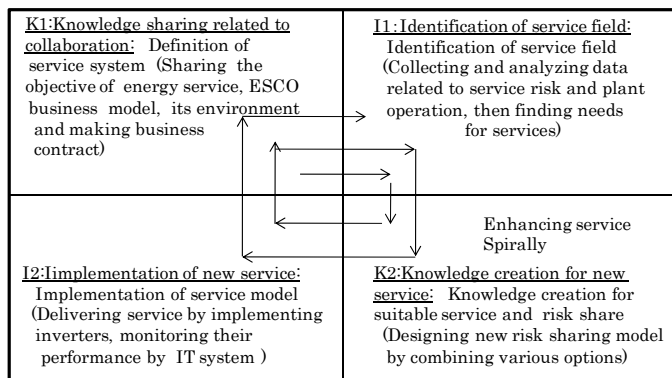 K1:Knowledge sharing related to
collaboration: Definition of
service system (Sharing the
objective of energy service, ESCO
business model, its environment
and making business
contract)
I1:Identification of service field:
Identification of service field
(Collecting and analyzing data
related to service risk and plant
operation, then finding needs
for services)
I2:Iimplementation of new service:
Implementation of service model
(Delivering service by implementing
inverters, monitoring their
performance by IT system )
Enhancing service
Spirally
K2:Knowledge creation for new
service: Knowledge creation for
suitable service and risk share
(Designing new risk sharing model
by combining various options)